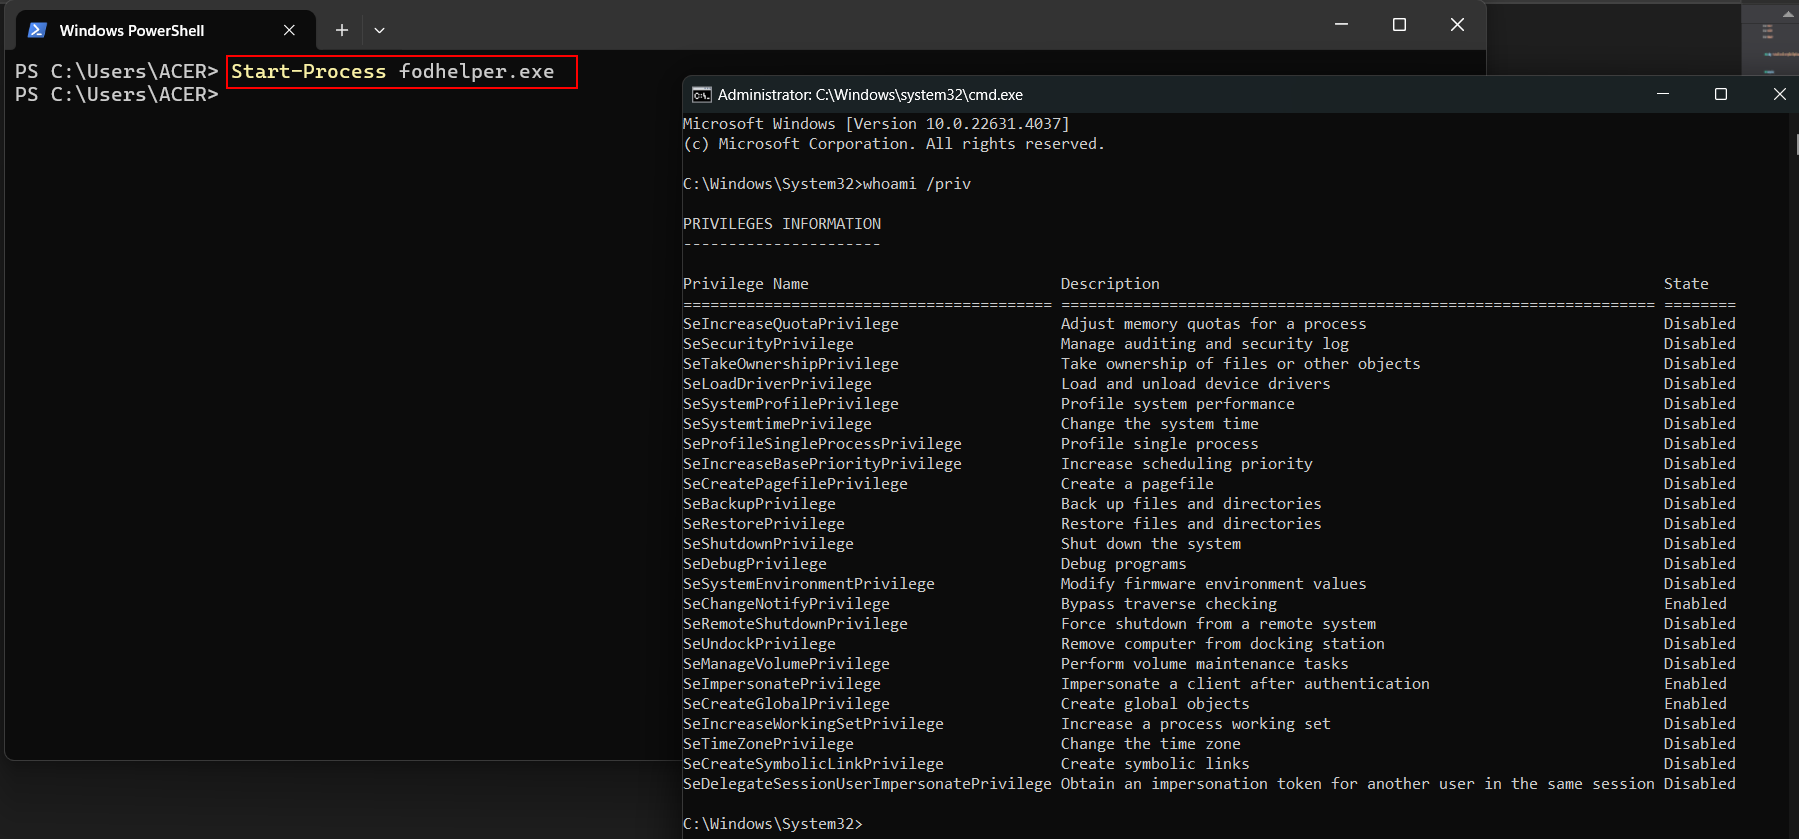 Windows PowerShell
PS C:\Users\ACER> Start-Process fodhelper.exe
PS C:\Users\ACER>
Administrator: C:\Windows\system32\cmd.exe
Microsoft Windows [Version 10.0.22631.4037]
(c) Microsoft Corporation. All rights reserved.
C:\Windows\System32>whoami /priv
PRIVILEGES INFORMATION
----------------------
Privilege Name Description State
========================================= ================================================================== ========
SeIncreaseQuotaPrivilege Adjust memory quotas for a process Disabled
SeSecurityPrivilege Manage auditing and security log Disabled
SeTakeOwnershipPrivilege Take ownership of files or other objects Disabled
SeLoadDriverPrivilege Load and unload device drivers Disabled
SeSystemProfilePrivilege Profile system performance Disabled
SeSystemtimePrivilege Change the system time Disabled
SeProfileSingleProcessPrivilege Profile single process Disabled
SeIncreaseBasePriorityPrivilege Increase scheduling priority Disabled
SeCreatePagefilePrivilege Create a pagefile Disabled
SeBackupPrivilege Back up files and directories Disabled
SeRestorePrivilege Restore files and directories Disabled
SeShutdownPrivilege Shut down the system Disabled
SeDebugPrivilege Debug programs Disabled
SeSystemEnvironmentPrivilege Modify firmware environment values Disabled
SeChangeNotifyPrivilege Bypass traverse checking Enabled
SeRemoteShutdownPrivilege Force shutdown from a remote system Disabled
SeUndockPrivilege Remove computer from docking station Disabled
SeManageVolumePrivilege Perform volume maintenance tasks Disabled
SeImpersonatePrivilege Impersonate a client after authentication Enabled
SeCreateGlobalPrivilege Create global objects Enabled
SeIncreaseWorkingSetPrivilege Increase a process working set Disabled
SeTimeZonePrivilege Change the time zone Disabled
SeCreateSymbolicLinkPrivilege Create symbolic links Disabled
SeDelegateSessionUserImpersonatePrivilege Obtain an impersonation token for another user in the same session Disabled
C:\Windows\System32>